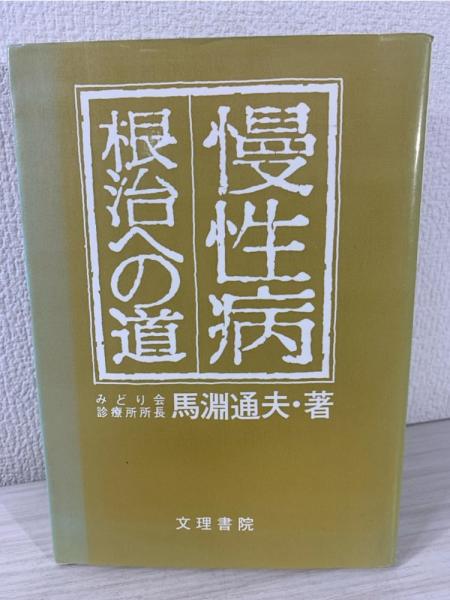 慢性病
根治への道
みどり会
診療所所長
馬淵通夫・著
文理書院